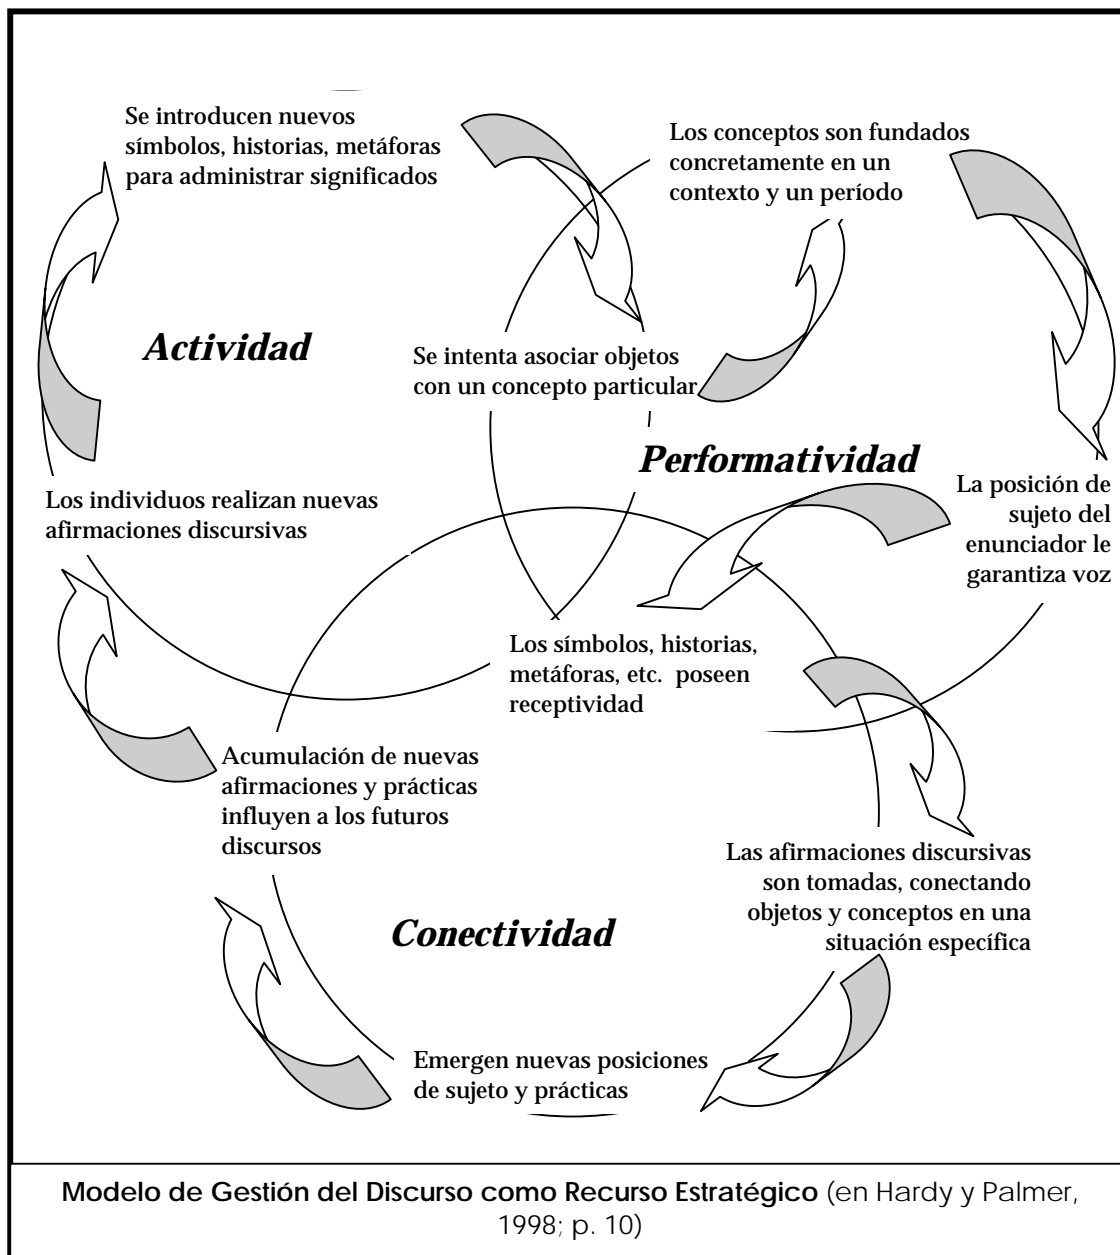 Se introducen nuevos
símbolos, historias, metáforas
para administrar significados
Los conceptos son fundados
concretamente en un
contexto y un período
Actividad
Se intenta asociar objetos
con un concepto particular
Performatividad
Los individuos realizan nuevas
afirmaciones discursivas
La posición de
sujeto del
enunciador le
garantiza voz
Los símbolos, historias,
metáforas, etc. poseen
receptividad
Acumulación de nuevas
afirmaciones y prácticas
influyen a los futuros
discursos
Las afirmaciones discursivas
son tomadas, conectando
objetos y conceptos en una
situación específica
Conectividad
Emergen nuevas posiciones
de sujeto y prácticas
Modelo de Gestión del Discurso como Recurso Estratégico (en Hardy y Palmer,
1998; p. 10)